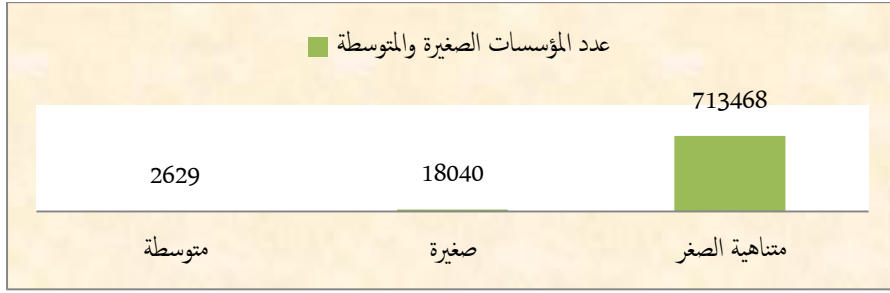 عدد المؤسسات الصغيرة والمتوسطة
713468
18040
2629
متناهية الصغر
صغيرة
متوسطة